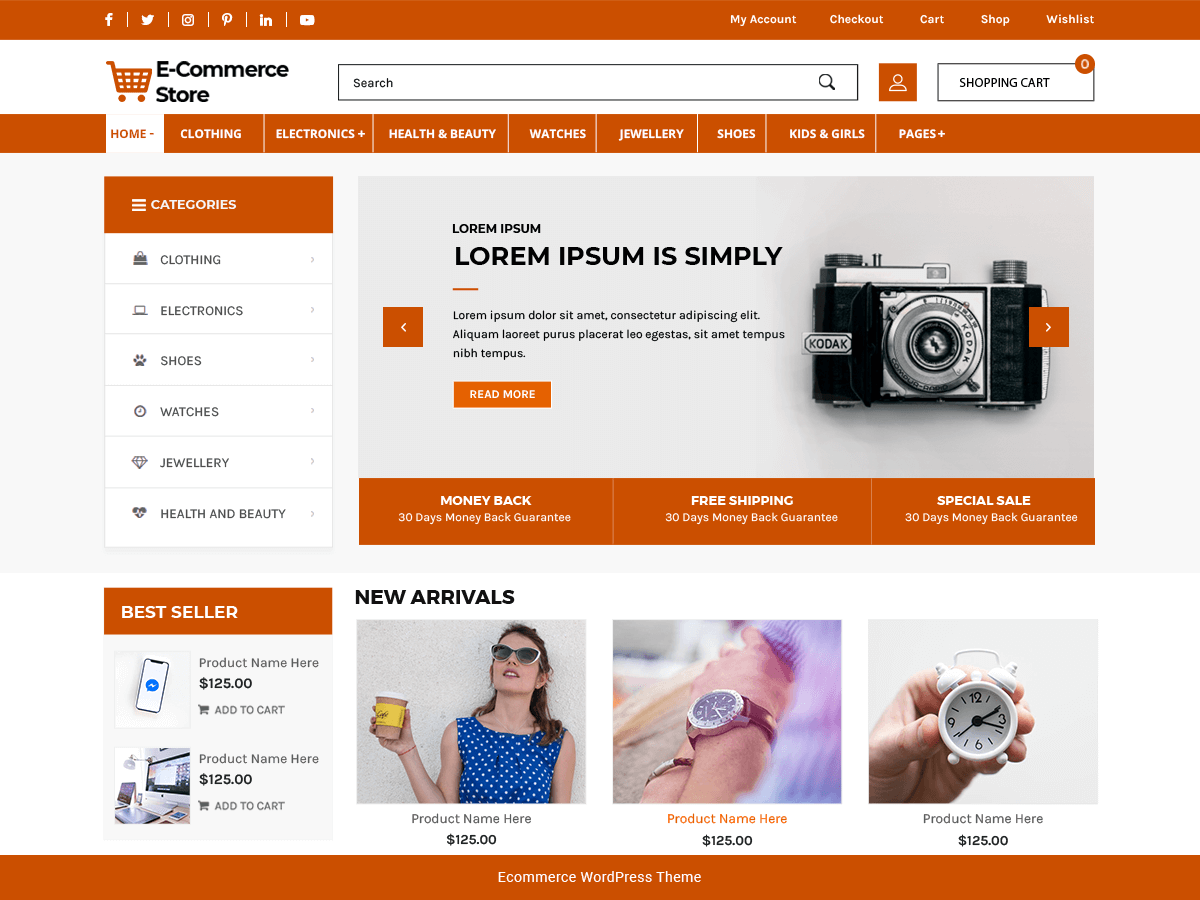 My Account Checkout Cart Shop Wishlist
E-Commerce
Store
Search
SHOPPING CART
0
HOME - CLOTHING ELECTRONICS + HEALTH & BEAUTY WATCHES JEWELLERY SHOES KIDS & GIRLS PAGES+
CATEGORIES
CLOTHING
ELECTRONICS
SHOES
WATCHES
JEWELLERY
HEALTH AND BEAUTY
LOREM IPSUM
LOREM IPSUM IS SIMPLY
Lorem ipsum dolor sit amet, consectetur adipiscing elit.
Aliquam laoreet purus placerat leo egestas, sit amet tempus
nibh tempus.
READ MORE
KODAK
KODAK
MONEY BACK
30 Days Money Back Guarantee
FREE SHIPPING
30 Days Money Back Guarantee
SPECIAL SALE
30 Days Money Back Guarantee
BEST SELLER
Product Name Here
$125.00
ADD TO CART
Product Name Here
$125.00
ADD TO CART
NEW ARRIVALS
Product Name Here
$125.00
Product Name Here
$125.00
12
3
6
9
Product Name Here
$125.00
Ecommerce WordPress Theme